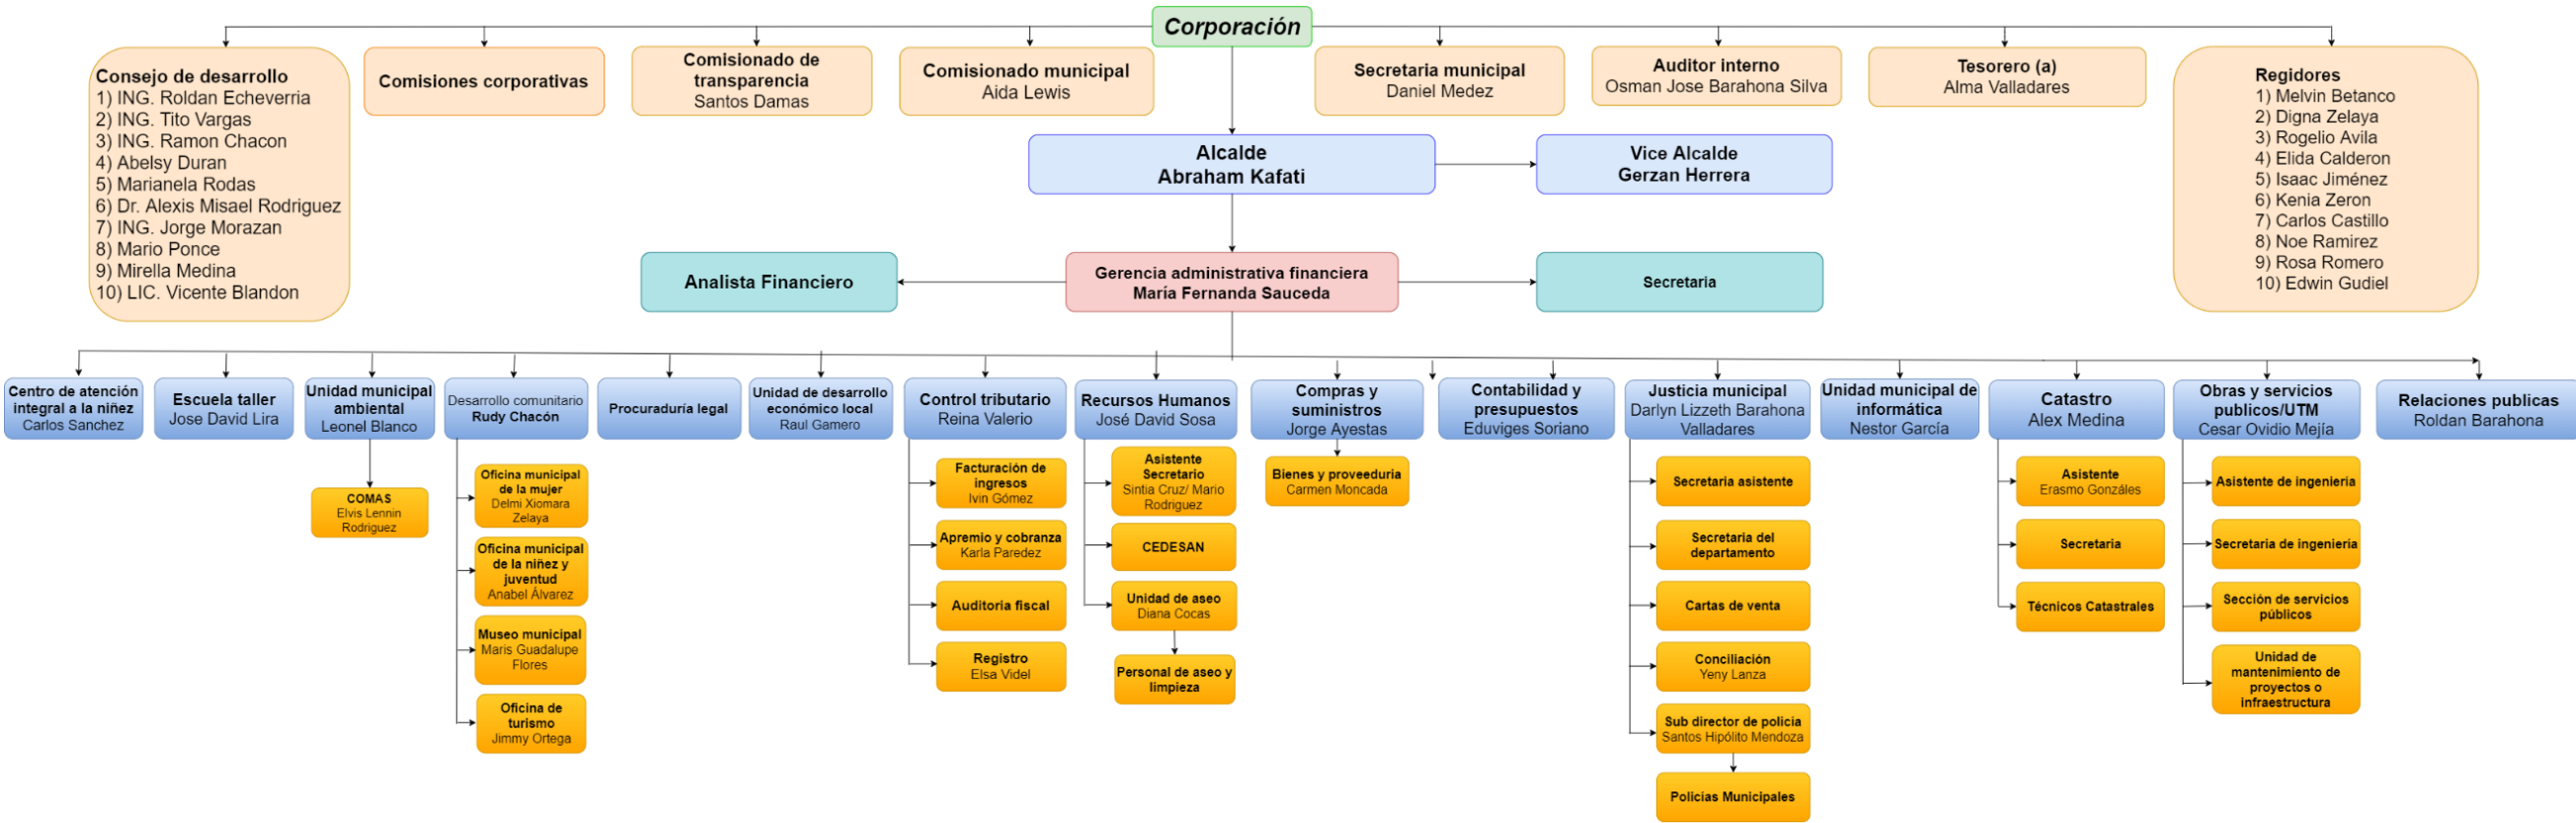 Corporación
Consejo de desarrollo
1) ING. Roldan Echeverria
2) ING. Tito Vargas
3) ING. Ramon Chacon
4) Abelsy Duran
5) Marianela Rodas
6) Dr. Alexis Misael Rodriguez
7) ING. Jorge Morazan
8) Mario Ponce
9) Mirella Medina
10) LIC. Vicente Blandon
Comisiones corporativas
Comisionado de
transparencia
Santos Damas
Comisionado municipal
Aida Lewis
Secretaria municipal
Daniel Medez
Auditor interno
Osman Jose Barahona Silva
Tesorero (a)
Alma Valladares
Regidores
1) Melvin Betanco
2) Digna Zelaya
3) Rogelio Avila
4) Elida Calderon
5) Isaac Jiménez
6) Kenia Zeron
7) Carlos Castillo
8) Noe Ramirez
9) Rosa Romero
10) Edwin Gudiel
Alcalde
Abraham Kafati
Vice Alcalde
Gerzan Herrera
Analista Financiero
Gerencia administrativa financiera
María Fernanda Sauceda
Secretaria
Centro de atención
integral a la niñez
Carlos Sanchez
Escuela taller
Jose David Lira
Unidad municipal
ambiental
Leonel Blanco
COMAS
Elvis Lennin
Rodriguez
Desarrollo comunitario
Rudy Chacón
Oficina municipal
de la mujer
Delmi Xiomara
Zelaya
Oficina municipal
de la niñez y
juventud
Anabel Álvarez
Museo municipal
Maris Guadalupe
Flores
Oficina de
turismo
Jimmy Ortega
Procuraduría legal
Unidad de desarrollo
económico local
Raul Gamero
Control tributario
Reina Valerio
Facturación de
ingresos
Ivin Gómez
Apremio y cobranza
Karla Paredez
Auditoria fiscal
Registro
Elsa Videl
Recursos Humanos
José David Sosa
Asistente
Secretario
Sintia Cruz/ Mario
Rodriguez
CEDESAN
Unidad de aseo
Diana Cocas
Personal de aseo y
limpieza
Compras y
suministros
Jorge Ayestas
Bienes y proveeduria
Carmen Moncada
Contabilidad y
presupuestos
Eduviges Soriano
Justicia municipal
Darlyn Lizzeth Barahona
Valladares
Secretaria asistente
Secretaria del
departamento
Cartas de venta
Conciliación
Yeny Lanza
Sub director de policia
Santos Hipólito Mendoza
Policías Municipales
Unidad municipal de
informática
Nestor García
Catastro
Alex Medina
Asistente
Erasmo Gonzáles
Secretaria
Técnicos Catastrales
Obras y servicios
publicos/UTM
Cesar Ovidio Mejía
Asistente de ingenieria
Secretaria de ingeniería
Sección de servicios
públicos
Unidad de
mantenimiento de
proyectos o
infraestructura
Relaciones publicas
Roldan Barahona